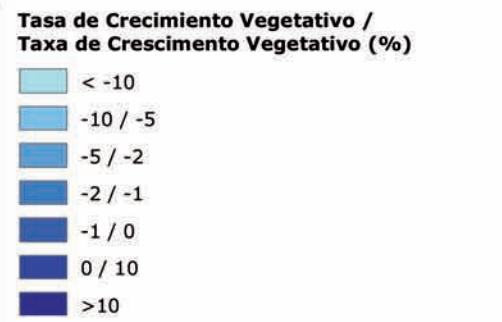 Tasa de Crecimiento Vegetativo /
Taxa de Crescimento Vegetativo (%)
< -10
-10 / -5
-5 / -2
-2 / -1
-1 / 0
0 / 10
>10